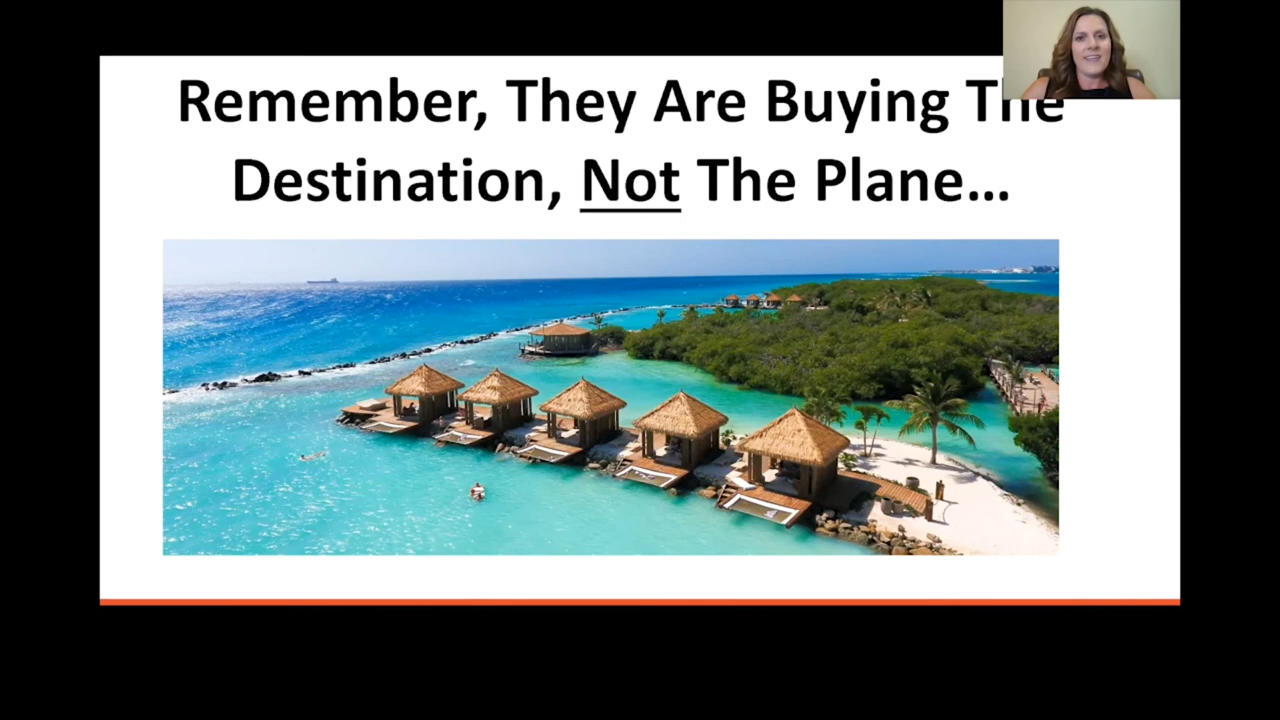 Remember, They Are Buying The
Destination, Not The Plane…